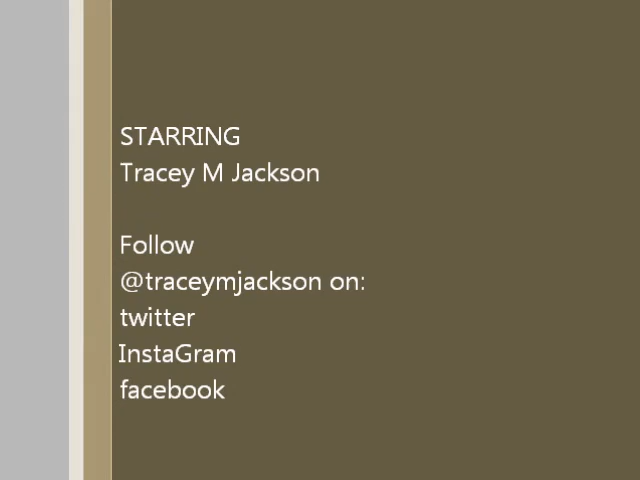 STARRING
Tracey M Jackson
Follow
@traceymjackson on:
twitter
InstaGram
facebook